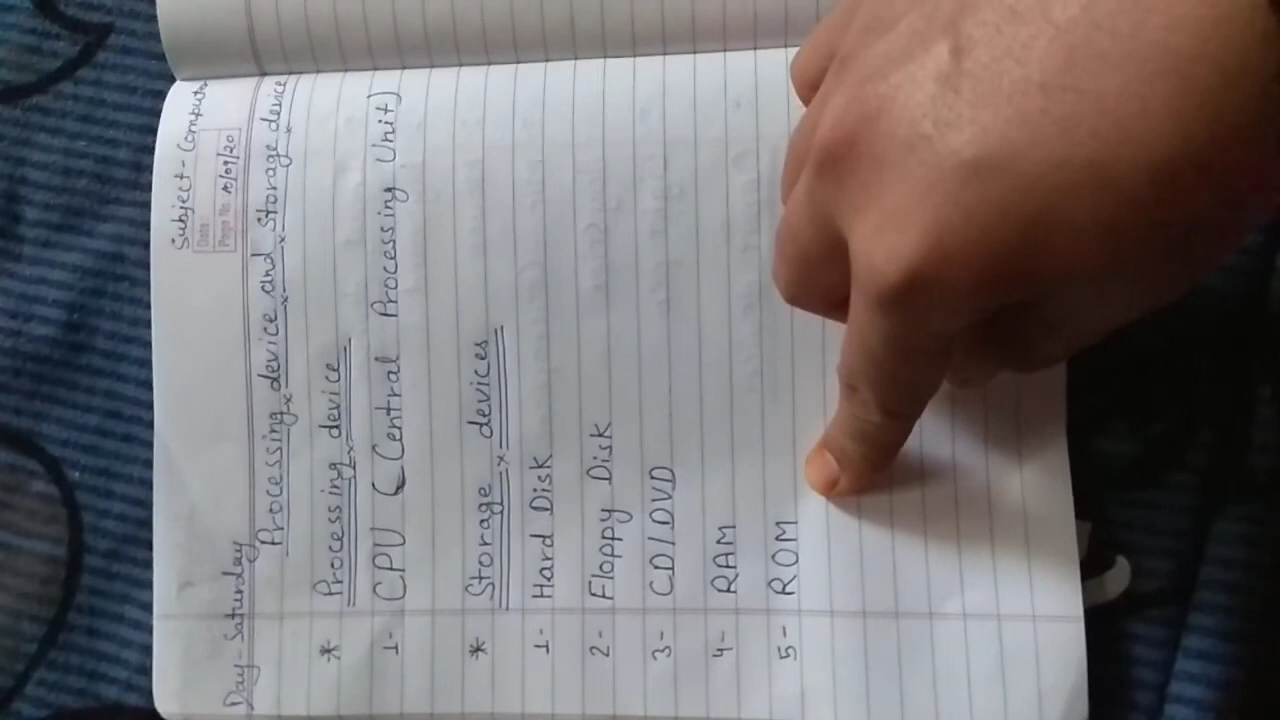 Subject - Computer
Date:
Page No. 10/09/20
Day - Saturday
Processing device and Storage device
* Processing device
1- CPU (Central Processing Unit)
* Storage devices
1- Hard Disk
2- Floppy Disk
3- CD/DVD
4- RAM
5- ROM